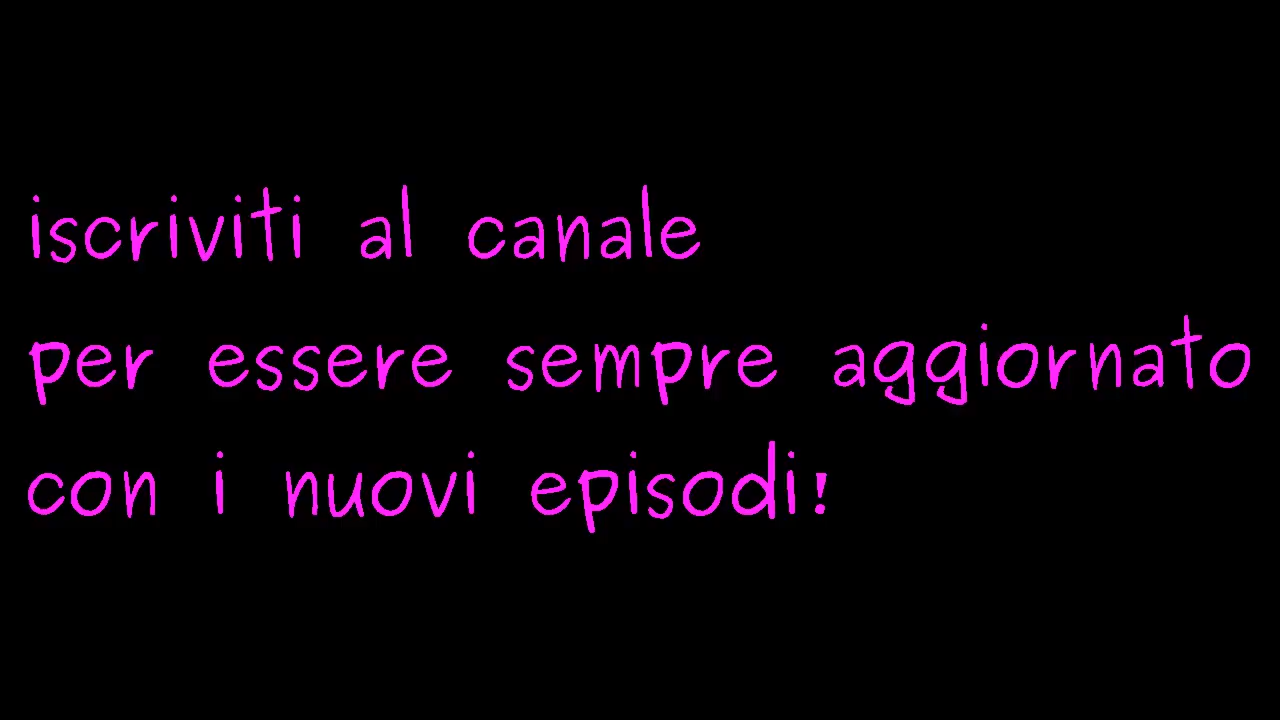 iscriviti al canale
per essere sempre aggiornato
con i nuovi episodi!